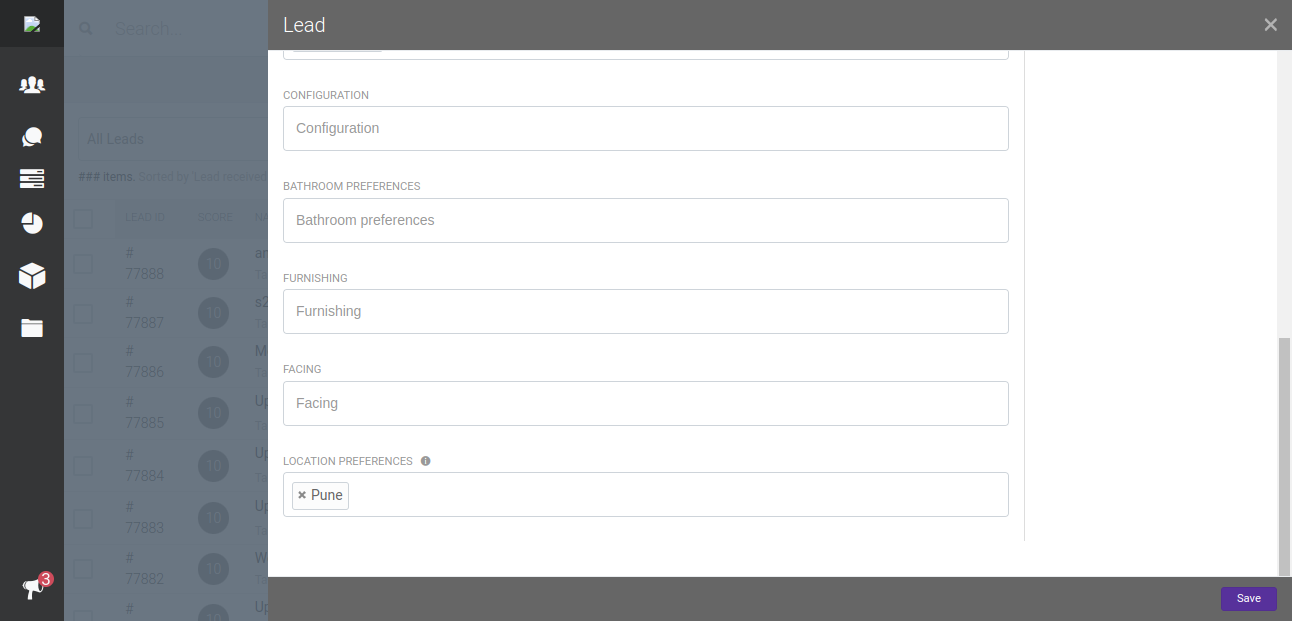 Lead
Search...
All Leads
### items. Sorted by 'Lead received
LEAD ID SCORE
CONFIGURATION
Configuration
BATHROOM PREFERENCES
Bathroom preferences
FURNISHING
Furnishing
FACING
Facing
LOCATION PREFERENCES
Pune
# 
77888 10
#
77887 10 s2
#
77886 10
#
77885 10 Up
#
77884 10 Up
#
77883 10 Up
#
77882 10
# 10 Up
3
Save